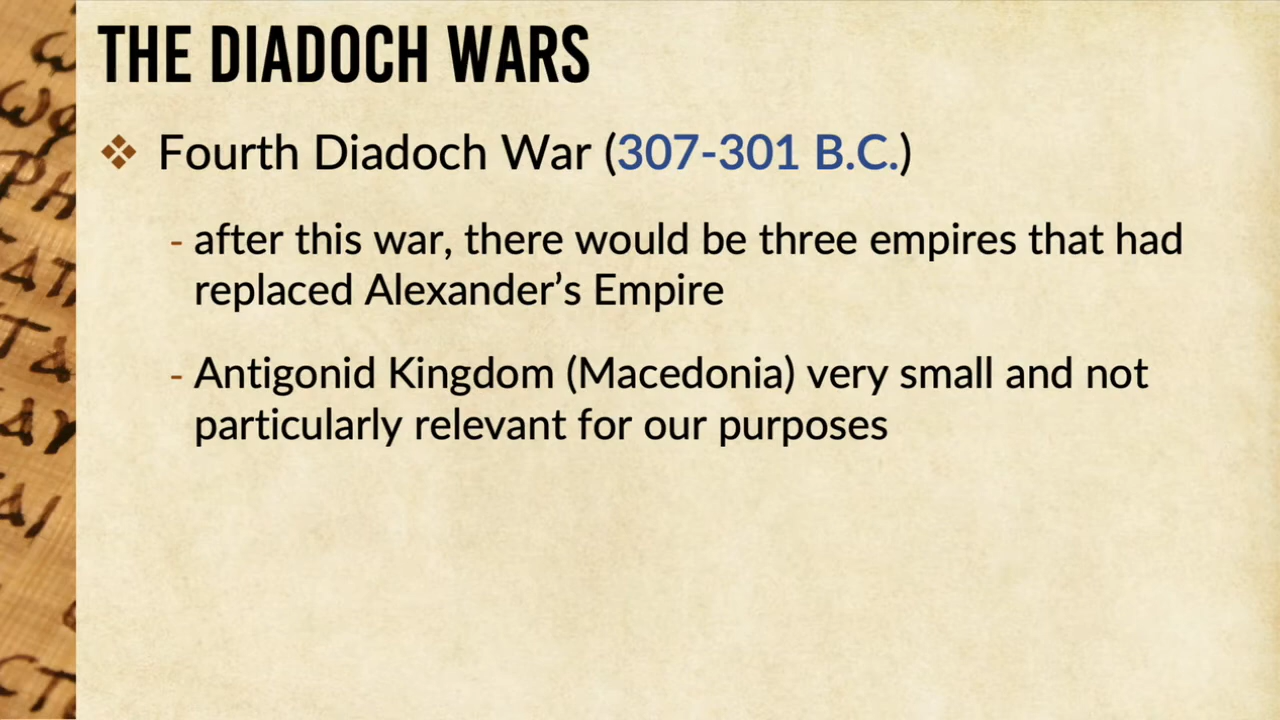 THE DIADOCH WARS
❖ Fourth Diadoch War (307-301 B.C.)
- after this war, there would be three empires that had
replaced Alexander’s Empire
- Antigonid Kingdom (Macedonia) very small and not
particularly relevant for our purposes